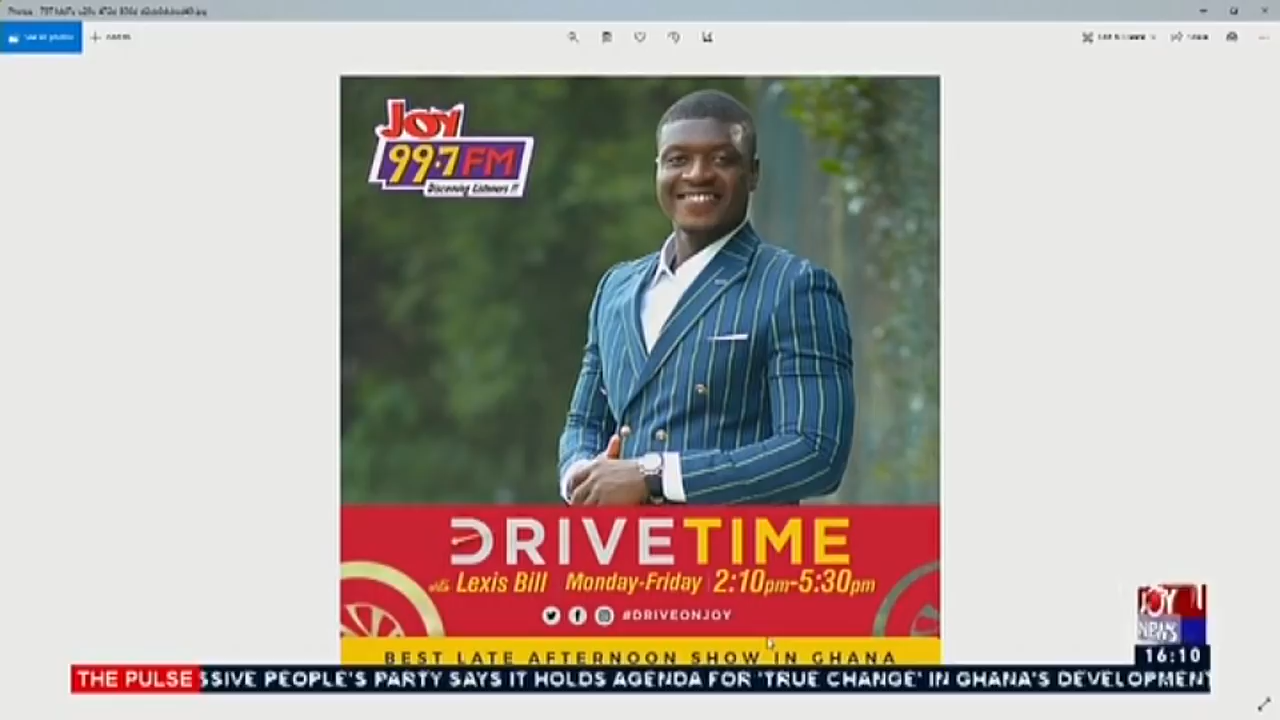 JOY
99.7 FM
Discerning Listeners !!
DRIVETIME
with Lexis Bill Monday-Friday 2:10pm-5:30pm
#DRIVEONJOY
BEST LATE AFTERNOON SHOW IN GHANA
JOY
NEWS
16:10
THE PULSE SSIVE PEOPLE'S PARTY SAYS IT HOLDS AGENDA FOR 'TRUE CHANGE' IN GHANA'S DEVELOPMENT